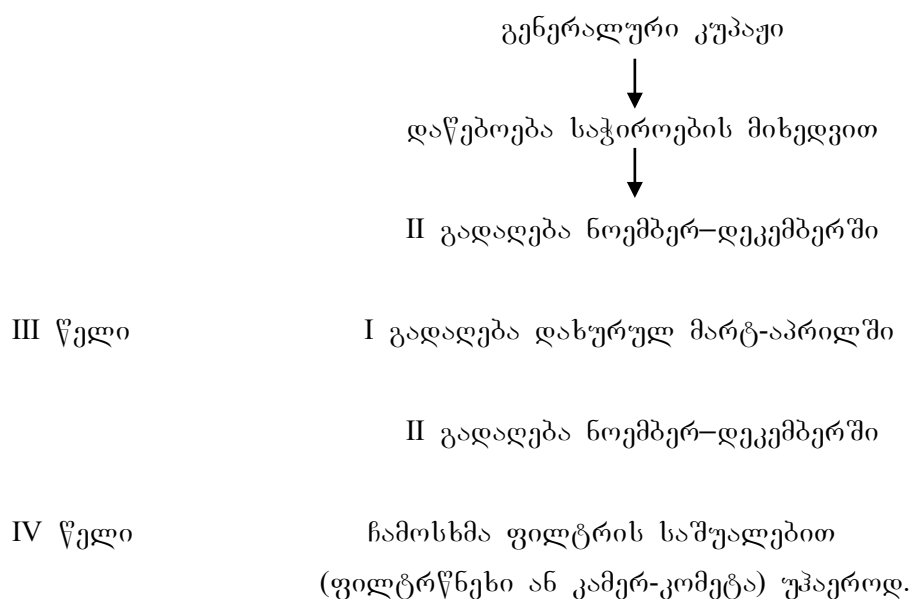 გენერალური კუპაჟი
დაწებოება საჭიროების მიხედვით
II გადაღება ნოემბერ–დეკემბერში
III წელი I გადაღება დახურულ მარტ-აპრილში
II გადაღება ნოემბერ–დეკემბერში
IV წელი ჩამოსხმა ფილტრის საშუალებით
(ფილტრწნეხი ან კამერ-კომეტა) უჰაეროდ.